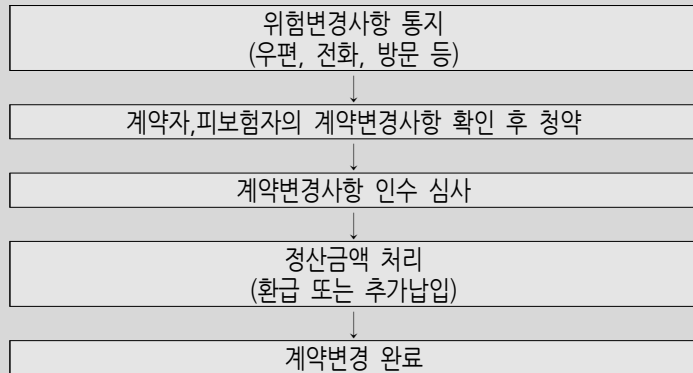 위험변경사항 통지
(우편, 전화, 방문 등)
↓
계약자,피보험자의 계약변경사항 확인 후 청약
↓
계약변경사항 인수 심사
↓
정산금액 처리
(환급 또는 추가납입)
↓
계약변경 완료